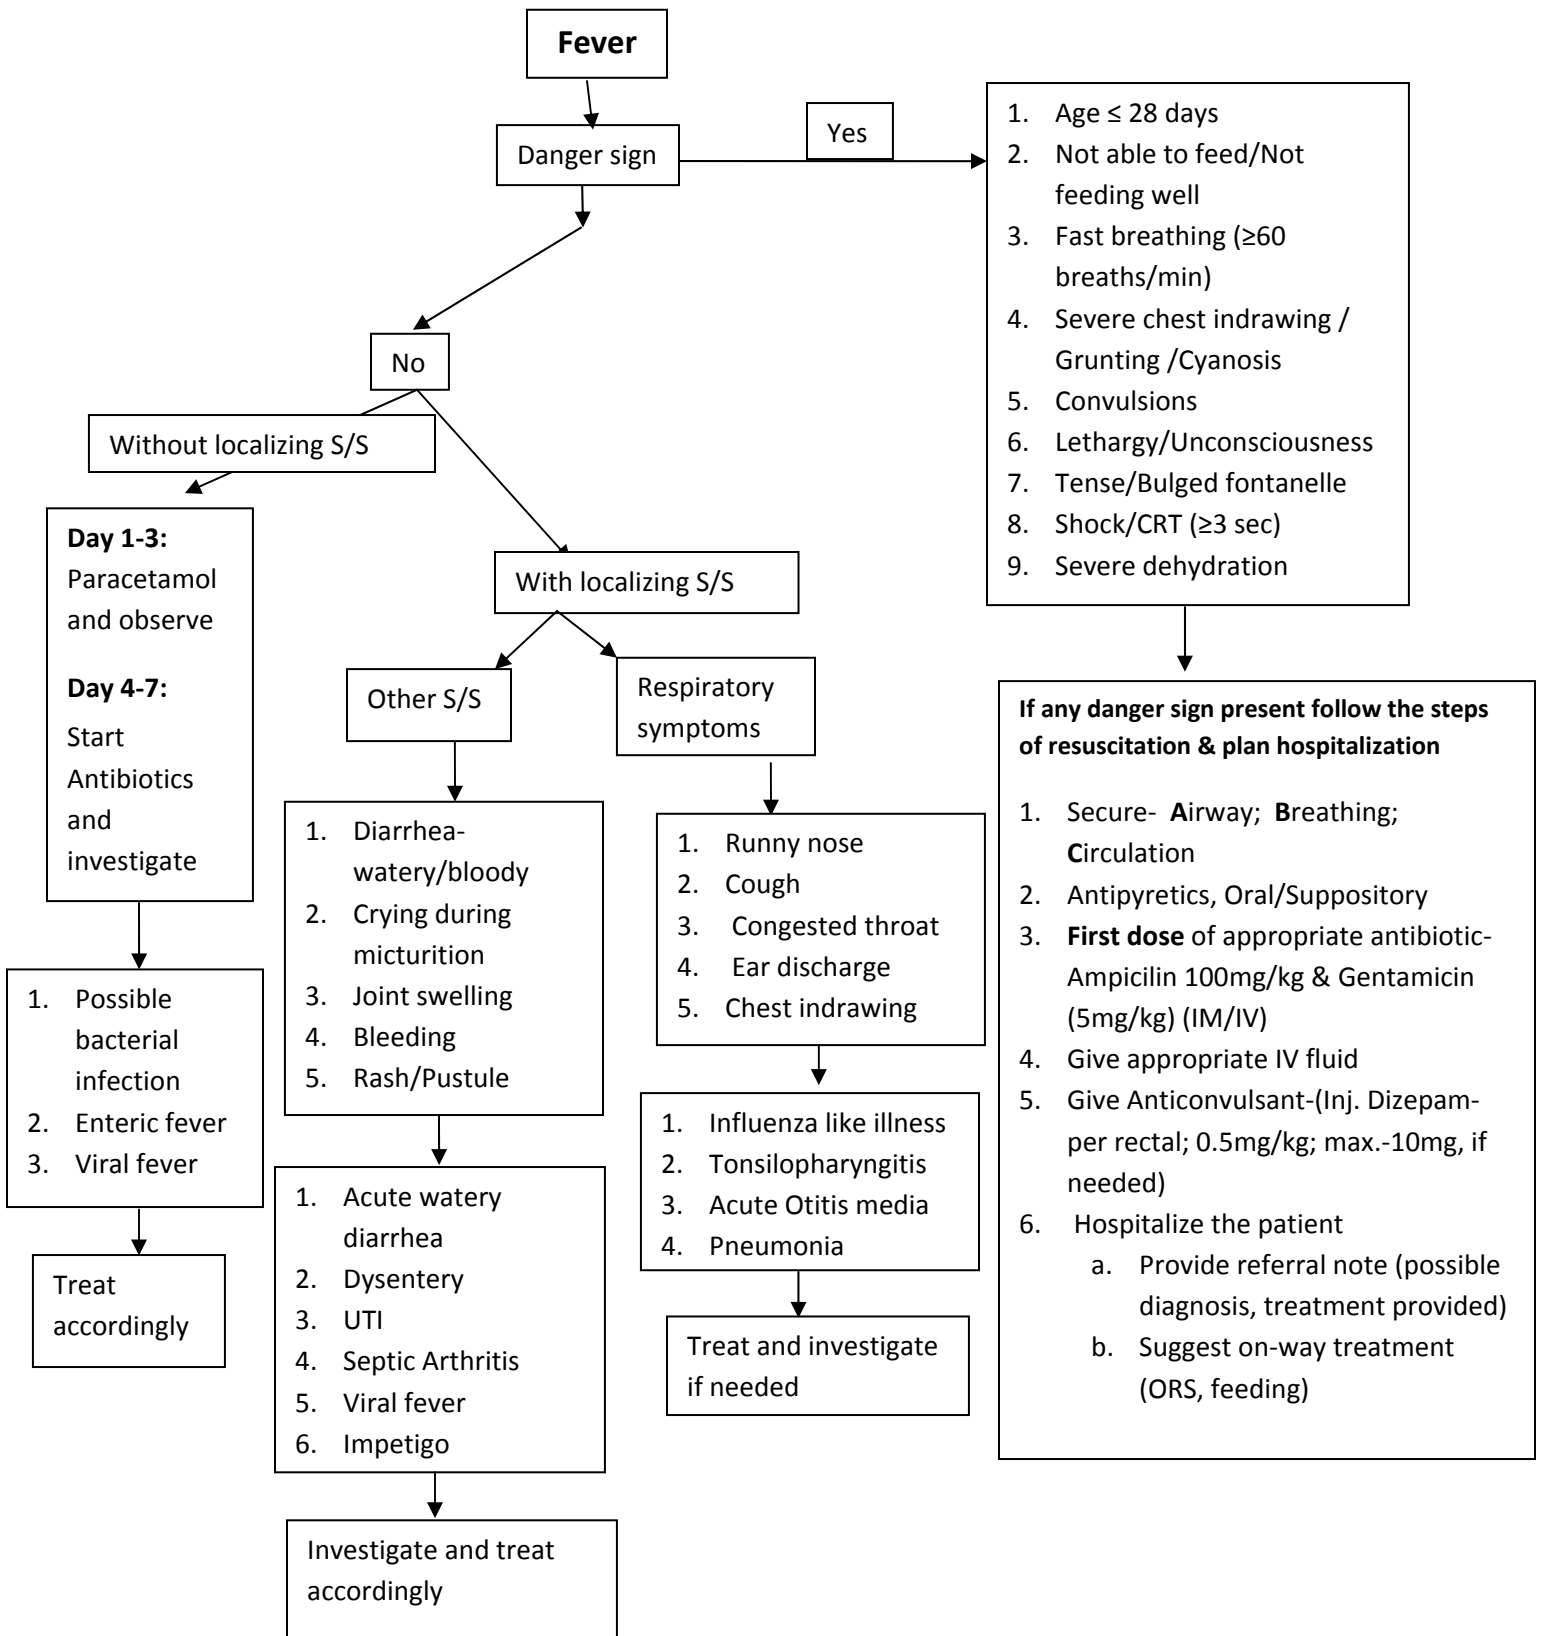 Fever
Danger sign
Yes
1. Age ≤ 28 days
2. Not able to feed/Not
feeding well
3. Fast breathing (≥60
breaths/min)
4. Severe chest indrawing /
Grunting /Cyanosis
5. Convulsions
6. Lethargy/Unconsciousness
7. Tense/Bulged fontanelle
8. Shock/CRT (≥3 sec)
9. Severe dehydration
If any danger sign present follow the steps
of resuscitation & plan hospitalization
1. Secure- Airway; Breathing;
Circulation
2. Antipyretics, Oral/Suppository
3. First dose of appropriate antibiotic-
Ampicilin 100mg/kg & Gentamicin
(5mg/kg) (IM/IV)
4. Give appropriate IV fluid
5. Give Anticonvulsant-(Inj. Dizepam-
per rectal; 0.5mg/kg; max.-10mg, if
needed)
6. Hospitalize the patient
a. Provide referral note (possible
diagnosis, treatment provided)
b. Suggest on-way treatment
(ORS, feeding)
No
Without localizing S/S
Day 1-3:
Paracetamol
and observe
Day 4-7:
Start
Antibiotics
and
investigate
1. Possible
bacterial
infection
2. Enteric fever
3. Viral fever
Treat
accordingly
With localizing S/S
Other S/S
1. Diarrhea-
watery/bloody
2. Crying during
micturition
3. Joint swelling
4. Bleeding
5. Rash/Pustule
1. Acute watery
diarrhea
2. Dysentery
3. UTI
4. Septic Arthritis
5. Viral fever
6. Impetigo
Investigate and treat
accordingly
Respiratory
symptoms
1. Runny nose
2. Cough
3. Congested throat
4. Ear discharge
5. Chest indrawing
1. Influenza like illness
2. Tonsilopharyngitis
3. Acute Otitis media
4. Pneumonia
Treat and investigate
if needed